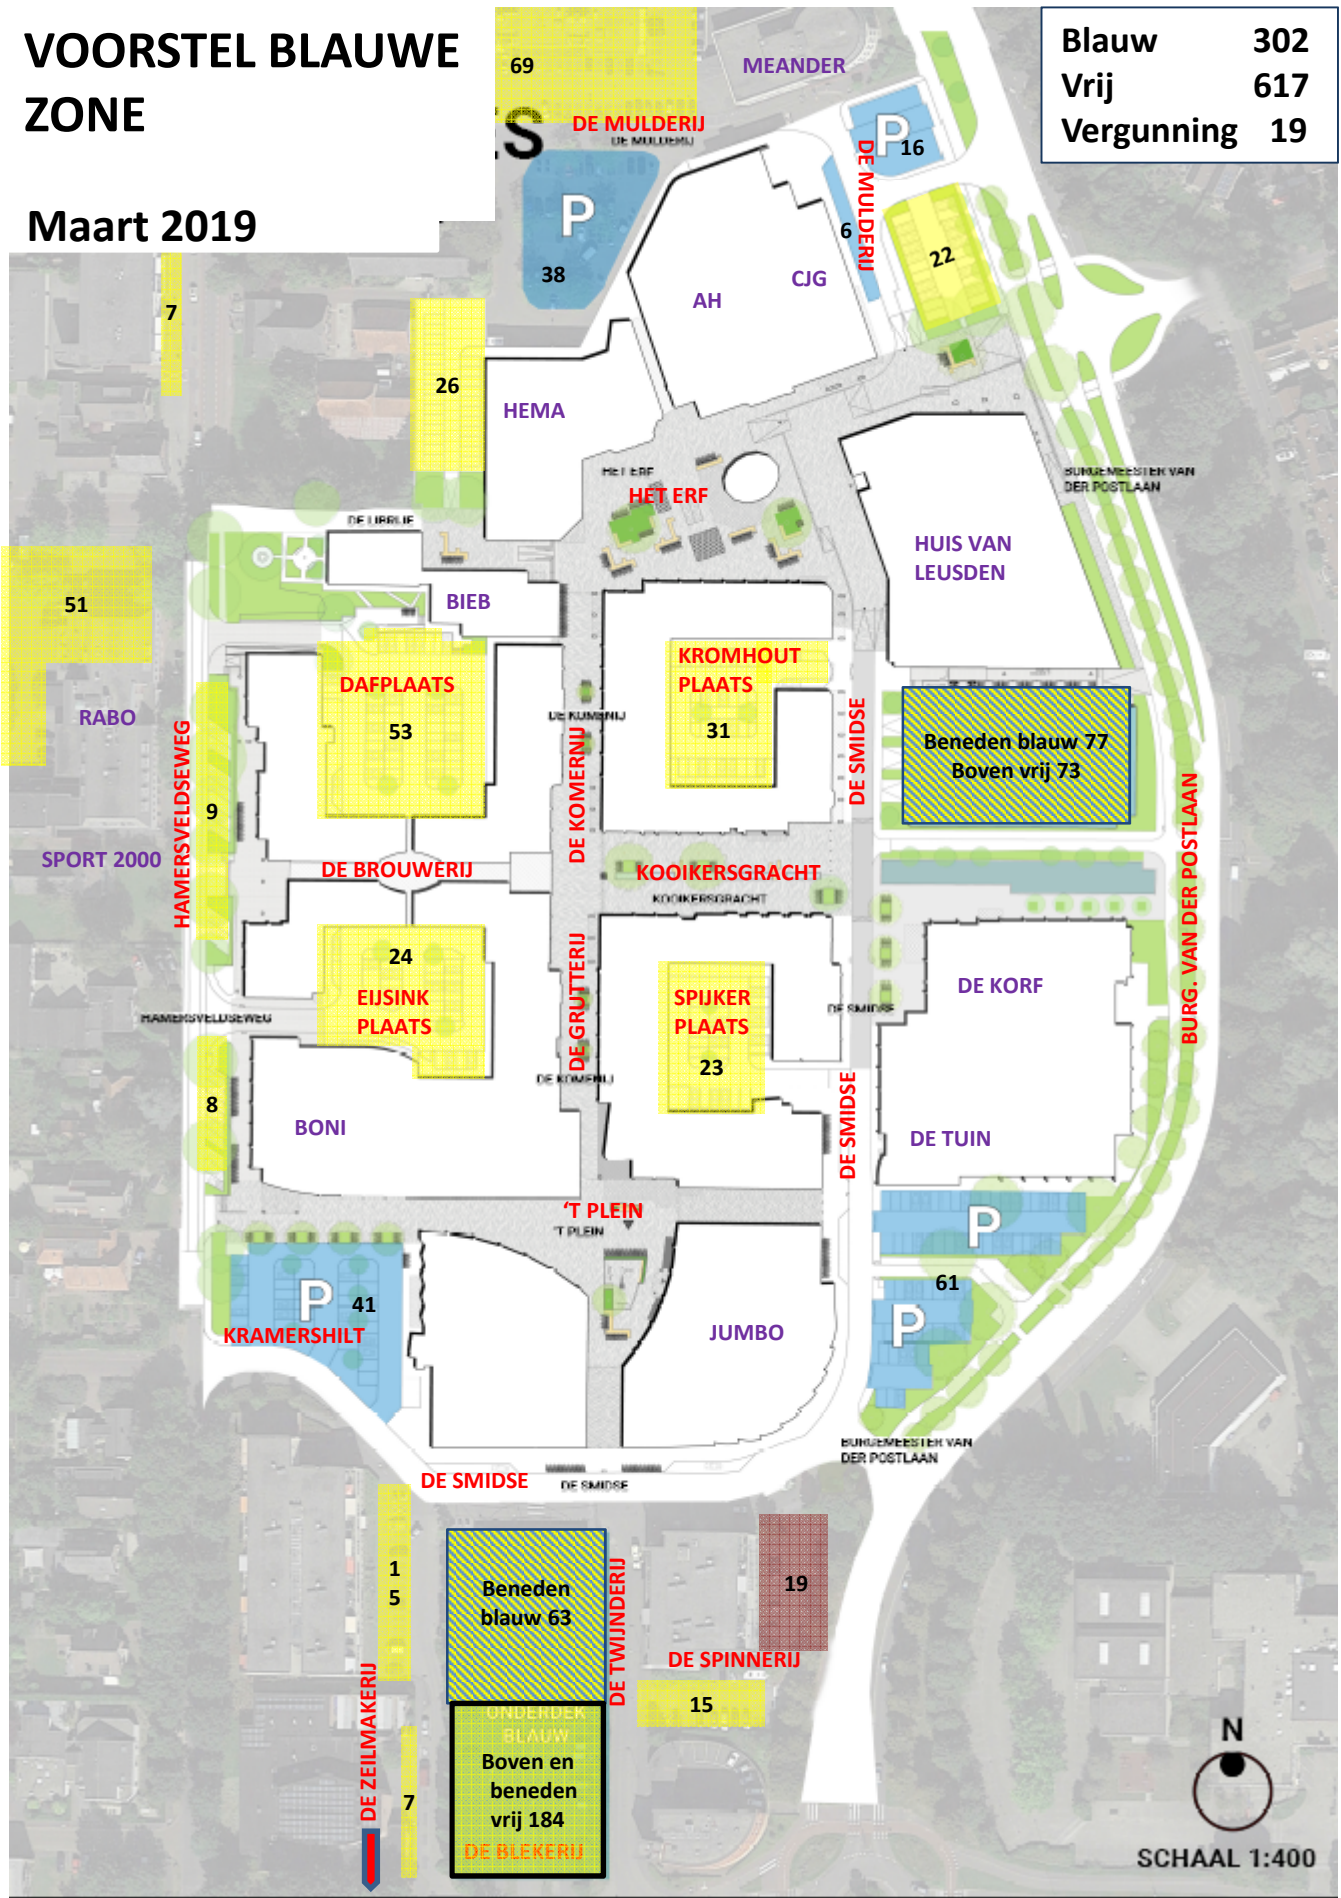 VOORSTEL BLAUWE
ZONE
Maart 2019
Blauw 302
Vrij 617
Vergunning 19
69
MEANDER
DE MULDERIJ
DE MULDERIJ
P
16
DE MULDERIJ
6
P
38
22
CJG
AH
7
26
HEMA
HET ERF
HET ERF
BURGEMEESTER VAN
DER POSTLAAN
DE LIBRIJE
HUIS VAN
LEUSDEN
51
BIEB
RABO
DAFPLAATS
53
KROMHOUT
PLAATS
31
DE KOMENIJ
DE KOMERNIJ
DE SMIDSE
Beneden blauw 77
Boven vrij 73
HAMERSVELDSEWEG
9
SPORT 2000
DE BROUWERIJ
KOOIKERSGRACHT
KOOIKERSGRACHT
BURG. VAN DER POSTLAAN
24
EIJSINK
PLAATS
DE GRUTTERIJ
SPIJKER
PLAATS
23
DE KORF
DE SMIDSE
HAMERSVELDSEWEG
DE KOMENIJ
8
BONI
DE SMIDSE
DE TUIN
'T PLEIN
'T PLEIN
P
41
KRAMERSHILT
P
61
P
JUMBO
BURGEMEESTER VAN
DER POSTLAAN
DE SMIDSE
DE SMIDSE
1
5
Beneden
blauw 63
DE TWIJNDERIJ
19
DE SPINNERIJ
15
DE ZEILMAKERIJ
7
ONDERDEK
BLAUW
Boven en
beneden
vrij 184
DE BLEKERIJ
N
SCHAAL 1:400